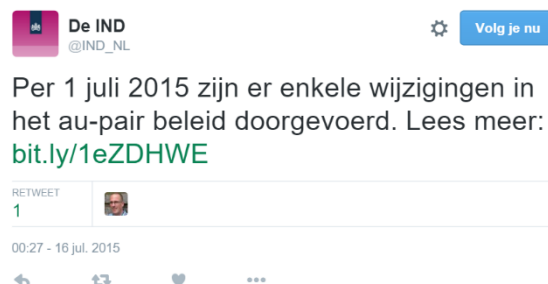 De IND
@IND_NL
Volg je nu
Per 1 juli 2015 zijn er enkele wijzigingen in
het au-pair beleid doorgevoerd. Lees meer:
bit.ly/1eZDHWE
RETWEET
1
00:27 - 16 jul. 2015